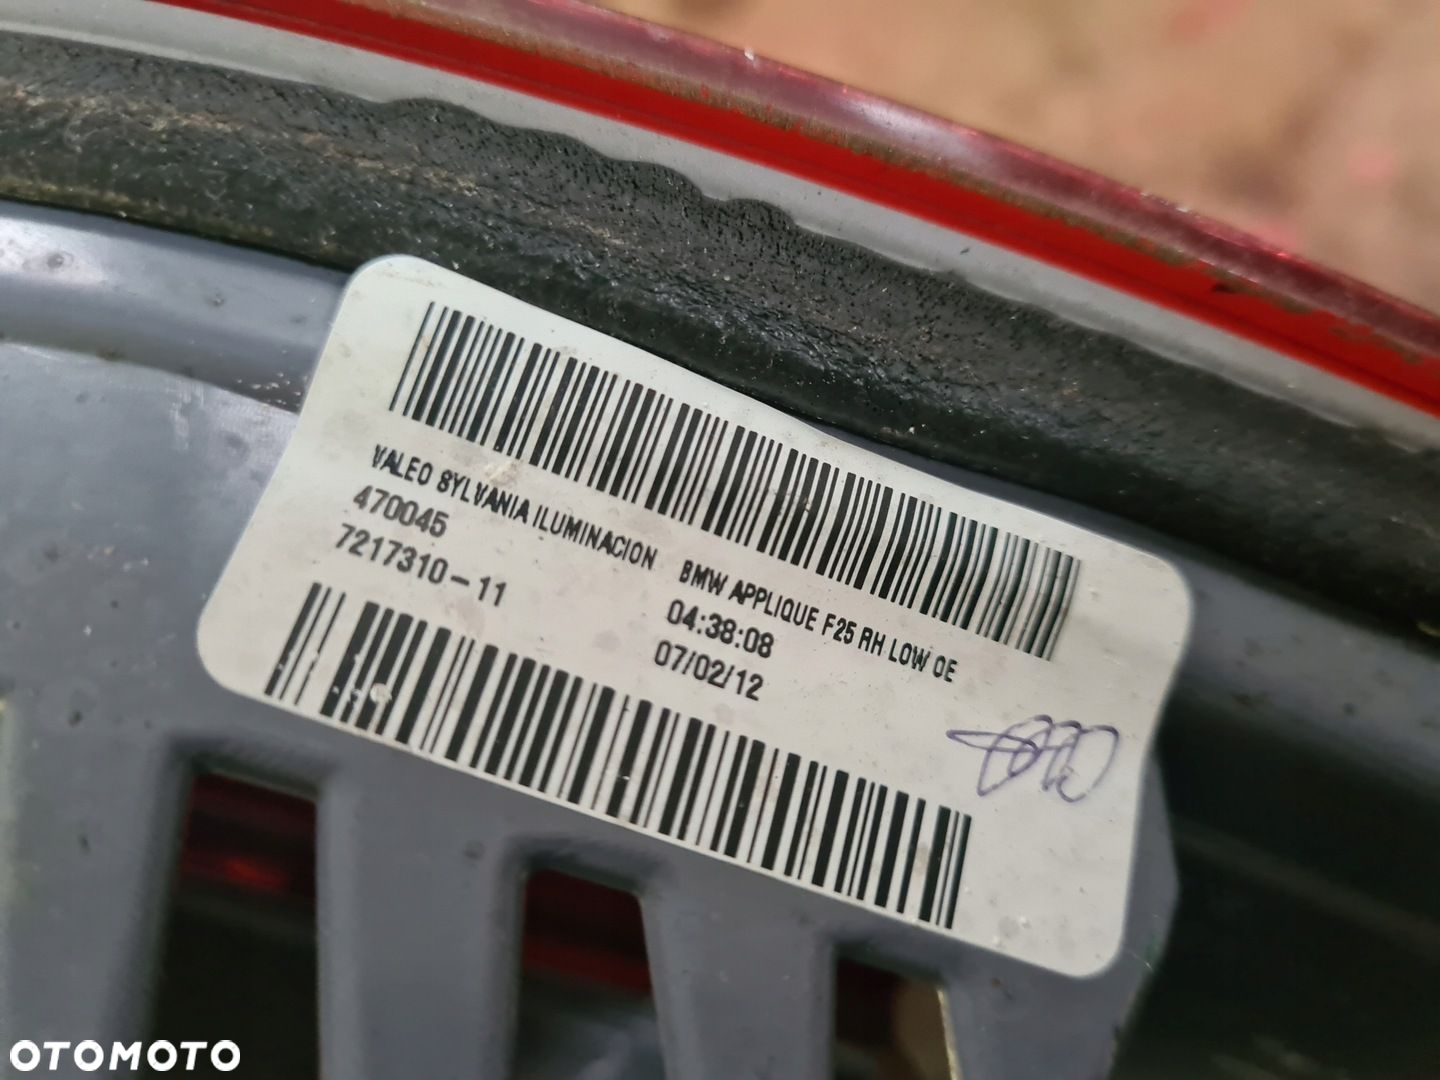 VALEO SYLVANIA ILUMINACION BMW APPLIQUE F25 RH LOW OE
470045 04:38:08
7217310-11 07/02/12
OTOMOTO